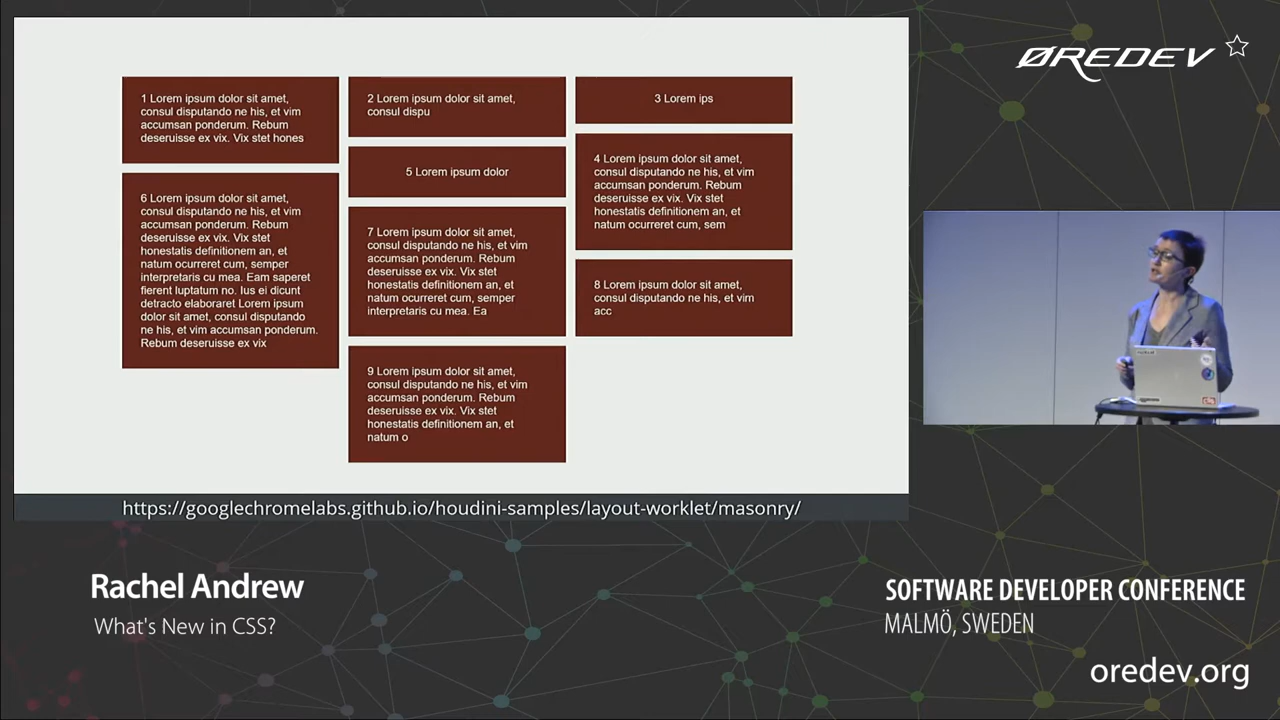 1 Lorem ipsum dolor sit amet,
consul disputando ne his, et vim
accumsan ponderum. Rebum
deseruisse ex vix. Vix stet hones
2 Lorem ipsum dolor sit amet,
consul dispu
3 Lorem ips
4 Lorem ipsum dolor sit amet,
consul disputando ne his, et vim
accumsan ponderum. Rebum
deseruisse ex vix. Vix stet
honestatis definitionem an, et
natum ocurreret cum, sem
5 Lorem ipsum dolor
6 Lorem ipsum dolor sit amet,
consul disputando ne his, et vim
accumsan ponderum. Rebum
deseruisse ex vix. Vix stet
honestatis definitionem an, et
natum ocurreret cum, semper
interpretaris cu mea. Eam saperet
fierent luptatum no. Ius ei dicunt
detracto elaboraret Lorem ipsum
dolor sit amet, consul disputando
ne his, et vim accumsan ponderum.
Rebum deseruisse ex vix
7 Lorem ipsum dolor sit amet,
consul disputando ne his, et vim
accumsan ponderum. Rebum
deseruisse ex vix. Vix stet
honestatis definitionem an, et
natum ocurreret cum, semper
interpretaris cu mea. Ea
8 Lorem ipsum dolor sit amet,
consul disputando ne his, et vim
acc
9 Lorem ipsum dolor sit amet,
consul disputando ne his, et vim
accumsan ponderum. Rebum
deseruisse ex vix. Vix stet
honestatis definitionem an, et
natum o
https://googlechromelabs.github.io/houdini-samples/layout-worklet/masonry/
ØREDEV
Rachel Andrew
What's New in CSS?
SOFTWARE DEVELOPER CONFERENCE
MALMÖ, SWEDEN
oredev.org